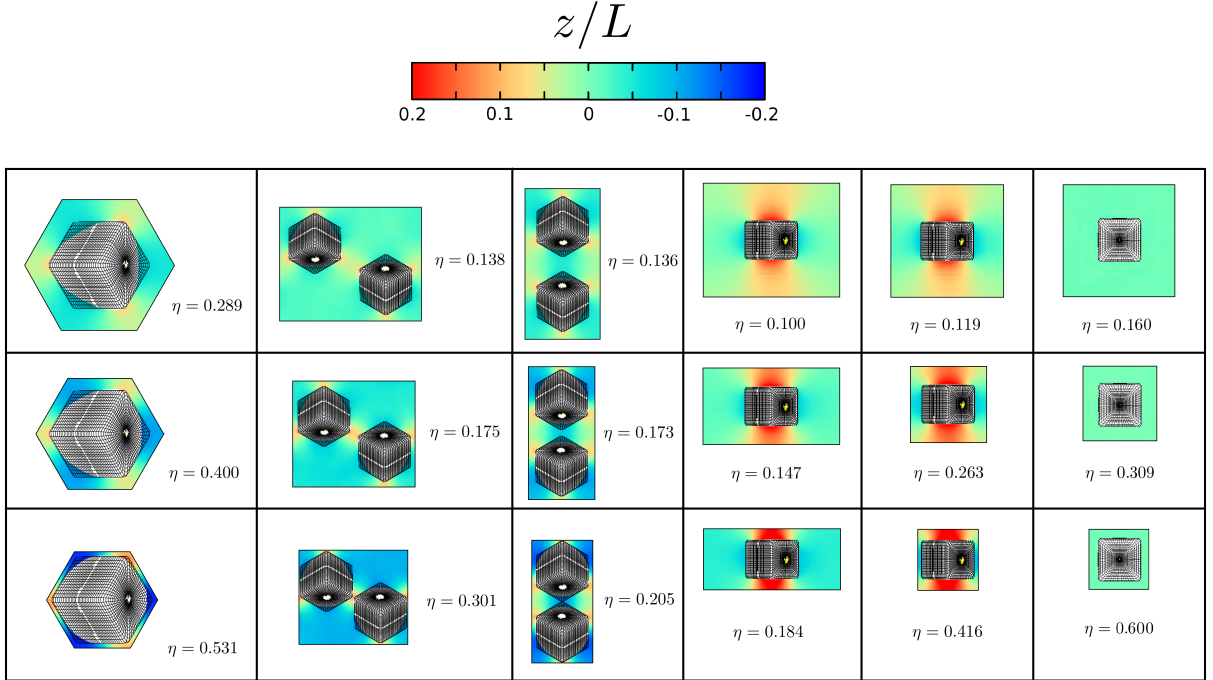 z/L
0.2 0.1 0 -0.1 -0.2
η = 0.289
η = 0.138
η = 0.136
η = 0.100
η = 0.119
η = 0.160
η = 0.400
η = 0.175
η = 0.173
η = 0.147
η = 0.263
η = 0.309
η = 0.531
η = 0.301
η = 0.205
η = 0.184
η = 0.416
η = 0.600